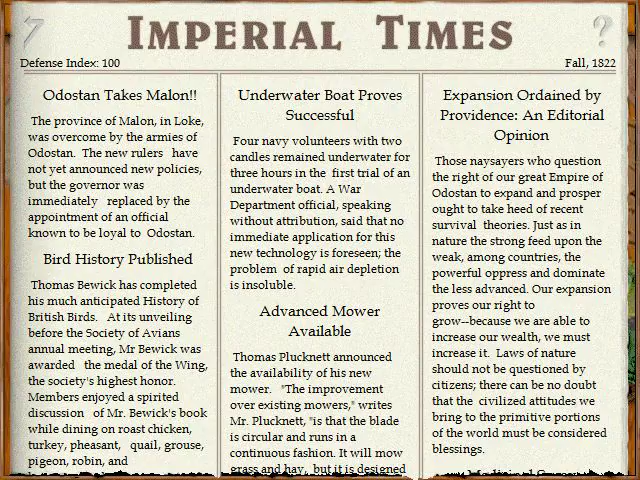 7
IMPERIAL TIMES
?
Defense Index: 100
Fall, 1822
Odostan Takes Malon!!
The province of Malon, in Loke,
was overcome by the armies of
Odostan. The new rulers have
not yet announced new policies,
but the governor was
immediately replaced by the
appointment of an official
known to be loyal to Odostan.
Bird History Published
Thomas Bewick has completed
his much anticipated History of
British Birds. At its unveiling
before the Society of Avians
annual meeting, Mr Bewick was
awarded the medal of the Wing,
the society's highest honor.
Members enjoyed a spirited
discussion of Mr. Bewick's book
while dining on roast chicken,
turkey, pheasant, quail, grouse,
pigeon, robin, and
Underwater Boat Proves
Successful
Four navy volunteers with two
candles remained underwater for
three hours in the first trial of an
underwater boat. A War
Department official, speaking
without attribution, said that no
immediate application for this
new technology is foreseen; the
problem of rapid air depletion
is insoluble.
Advanced Mower
Available
Thomas Plucknett announced
the availability of his new
mower. "The improvement
over existing mowers," writes
Mr. Plucknett, "is that the blade
is circular and runs in a
continuous fashion. It will mow
grass and hay, but it is designed
Expansion Ordained by
Providence: An Editorial
Opinion
Those naysayers who question
the right of our great Empire of
Odostan to expand and prosper
ought to take heed of recent
survival theories. Just as in
nature the strong feed upon the
weak, among countries, the
powerful oppress and dominate
the less advanced. Our expansion
proves our right to
grow--because we are able to
increase our wealth, we must
increase it. Laws of nature
should not be questioned by
citizens; there can be no doubt
that the civilized attitudes we
bring to the primitive portions
of the world must be considered
blessings.